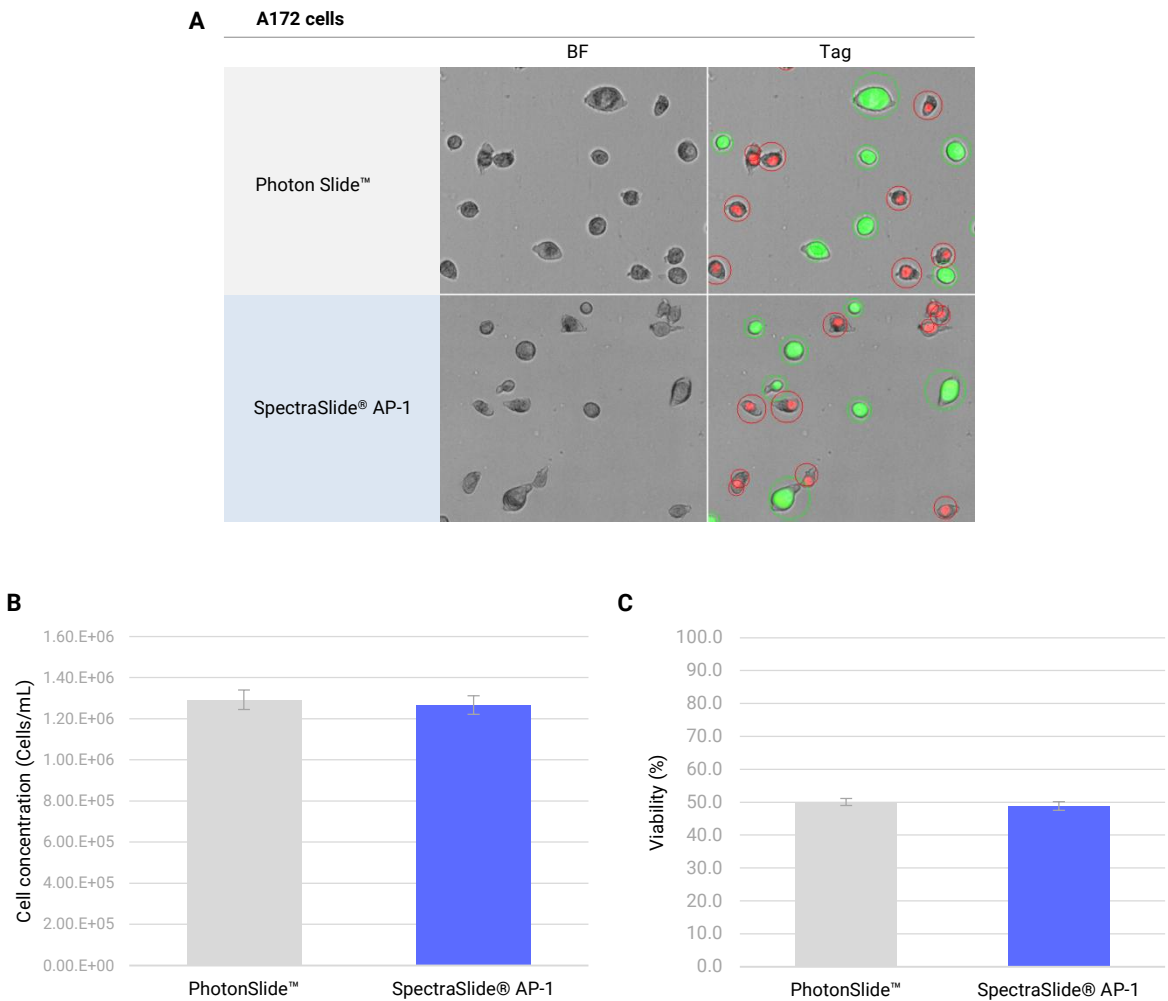 A
A172 cells
BF
Tag
Photon Slide™
SpectraSlide® AP-1
B
Cell concentration (Cells/mL)
1.60.E+06
1.40.E+06
1.20.E+06
1.00.E+06
8.00.E+05
6.00.E+05
4.00.E+05
2.00.E+05
0.00.E+00
PhotonSlide™
SpectraSlide® AP-1
C
Viability (%)
100.0
90.0
80.0
70.0
60.0
50.0
40.0
30.0
20.0
10.0
0.0
PhotonSlide™
SpectraSlide® AP-1